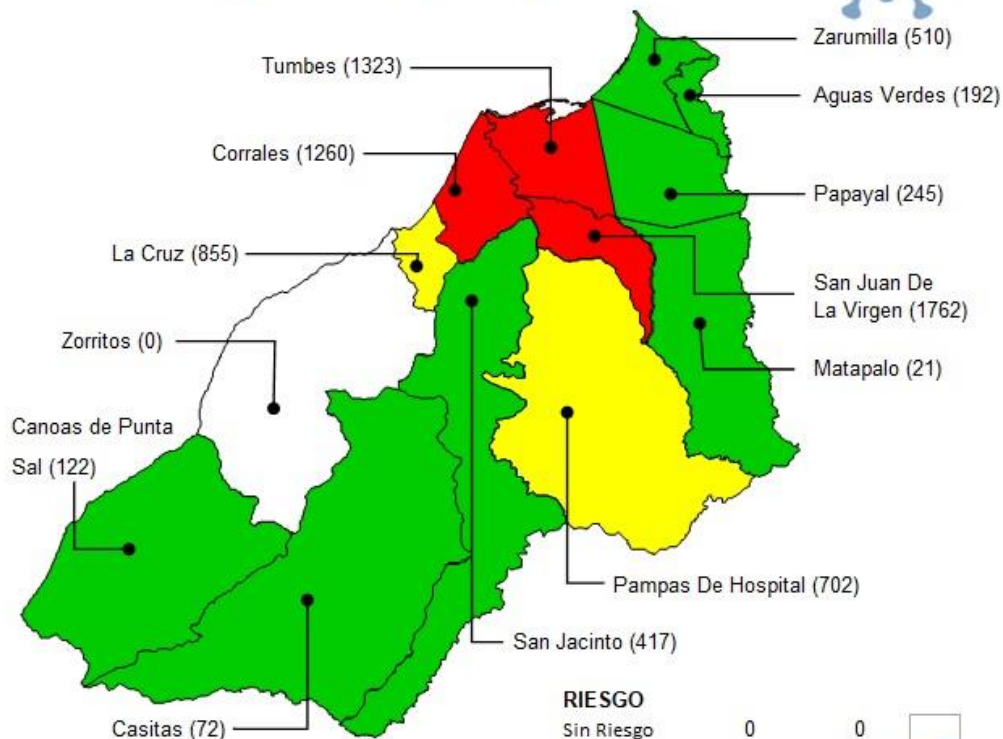 Zarumilla (510)
Tumbes (1323)
Aguas Verdes (192)
Corrales (1260)
Papayal (245)
La Cruz (855)
San Juan De
La Virgen (1762)
Zorritos (0)
Matapalo (21)
Canoas de Punta
Sal (122)
Pampas De Hospital (702)
San Jacinto (417)
Casitas (72)
RIESGO
Sin Riesgo 0 0